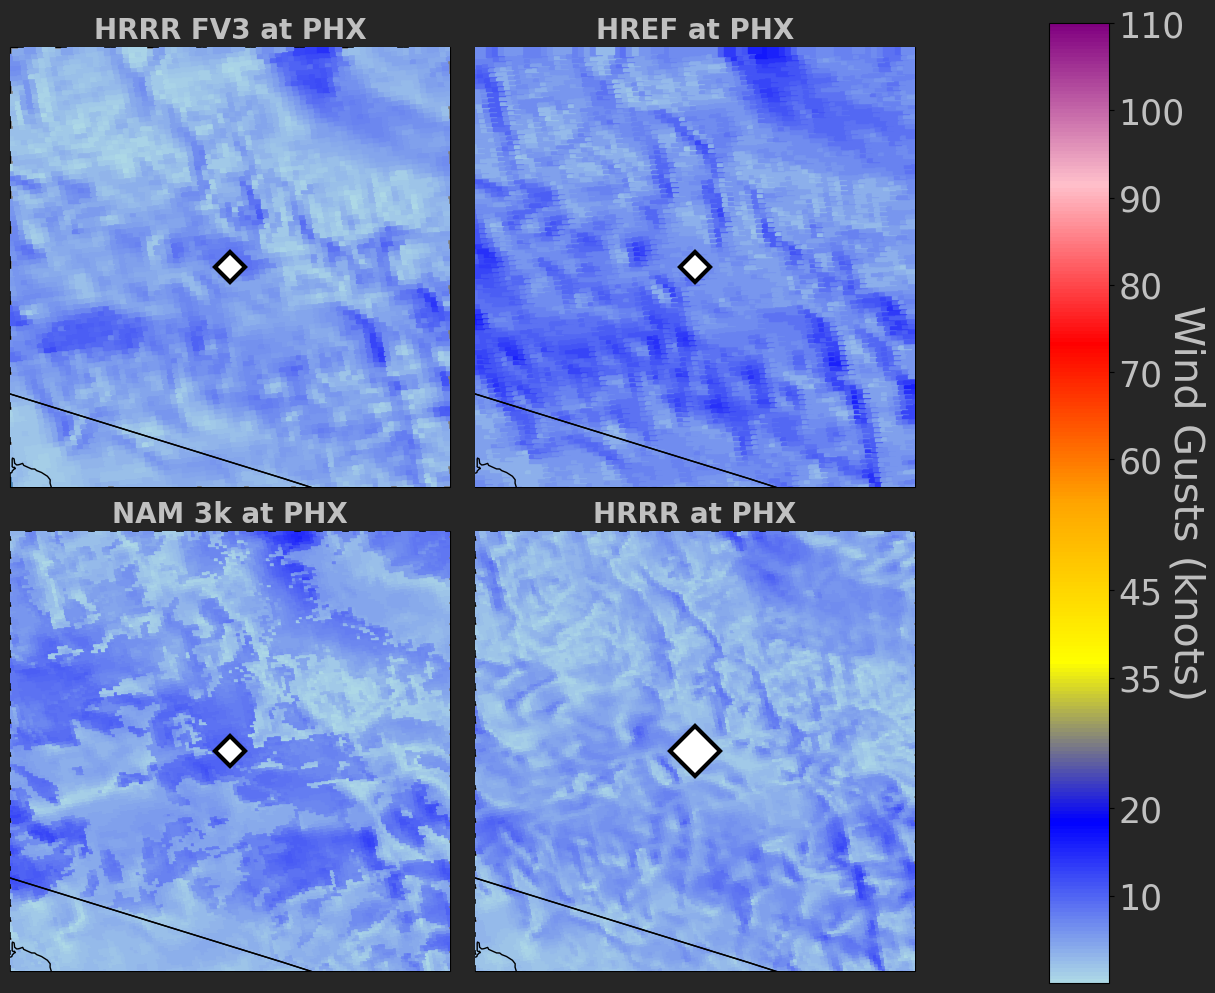 HRRR FV3 at PHX
HREF at PHX
NAM 3k at PHX
HRRR at PHX
110
100
90
80
70
60
45
35
20
10
Wind Gusts (knots)